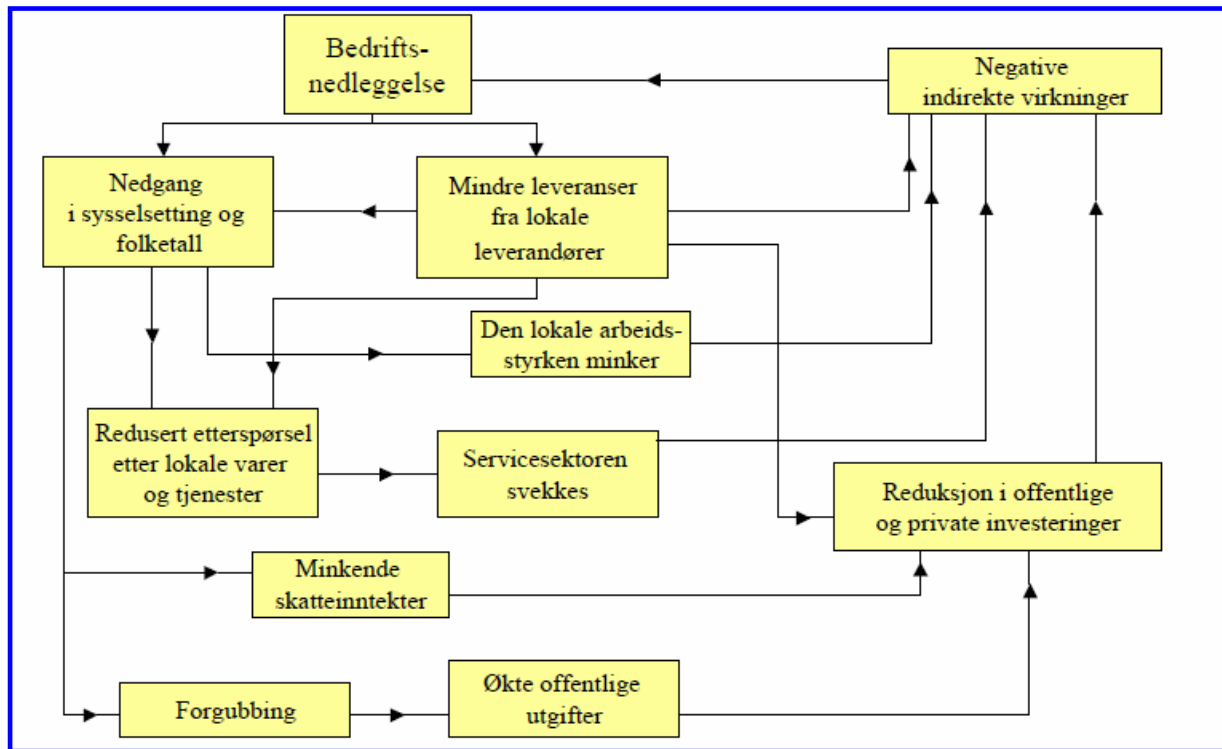 Bedrifts-
nedleggelse
Negative
indirekte virkninger
Nedgang
i sysselsetting og
folketall
Mindre leveranser
fra lokale
leverandører
Den lokale arbeids-
styrken minker
Redusert etterspørsel
etter lokale varer
og tjenester
Servicesektoren
svekkes
Reduksjon i offentlige
og private investeringer
Minkende
skatteinntekter
Forgubbing
Økte offentlige
utgifter